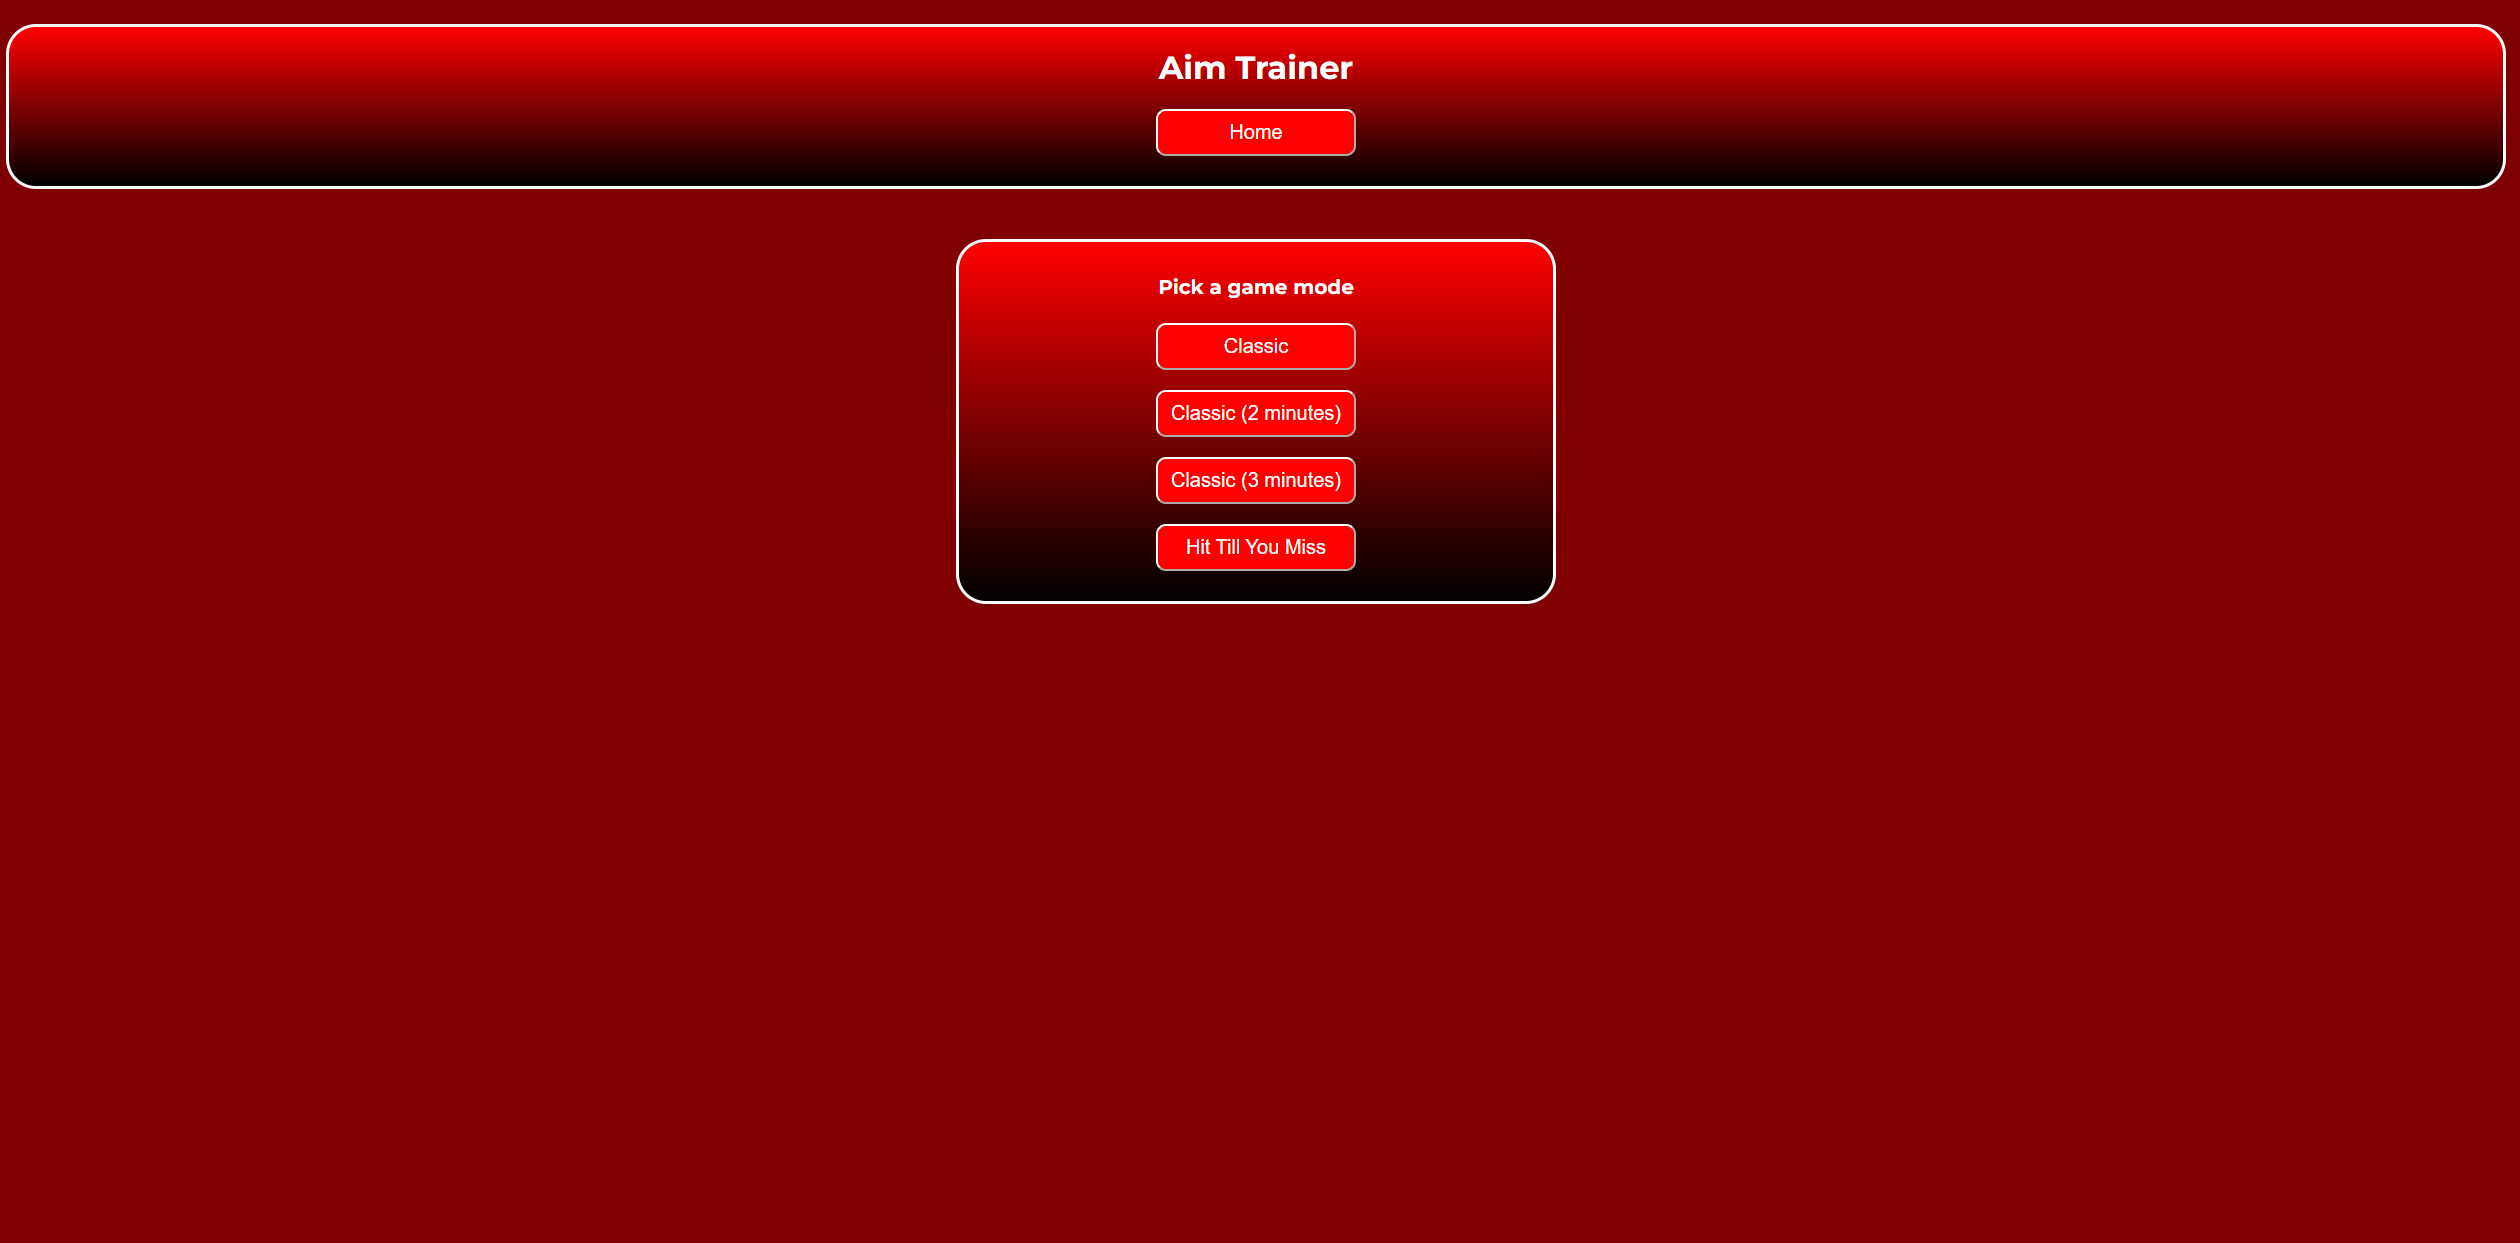 Aim Trainer
Home
Pick a game mode
Classic
Classic (2 minutes)
Classic (3 minutes)
Hit Till You Miss